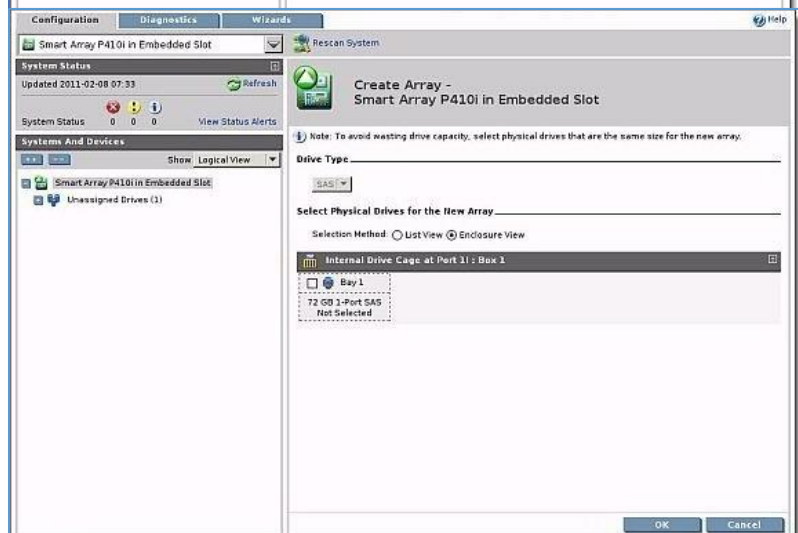 Configuration
Diagnostics
Wizards
Help
Smart Array P410i in Embedded Slot
Rescan System
System Status
Updated 2011-02-08 07:33
Refresh
System Status 0 0 0 View Status Alerts
Systems And Devices
Show Logical View
Smart Array P410i in Embedded Slot
Unassigned Drives (1)
Create Array -
Smart Array P410i in Embedded Slot
Note: To avoid wasting drive capacity, select physical drives that are the same size for the new array.
Drive Type
SAS
Select Physical Drives for the New Array
Selection Method: List View Enclosure View
Internal Drive Cage at Port 1I : Box 1
Bay 1
72 GB 1-Port SAS
Not Selected
OK
Cancel